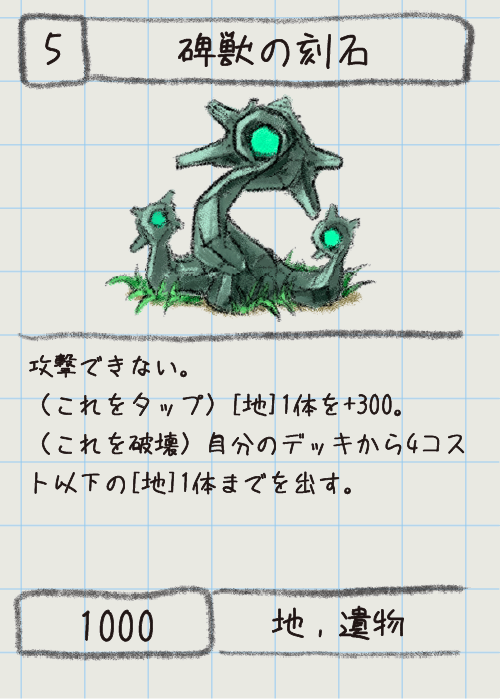 5
碑獣の刻石
攻撃できない。
（これをタップ）[地]1体を+300。
（これを破壊）自分のデッキから4コス
ト以下の[地]1体までを出す。
1000
地，遺物